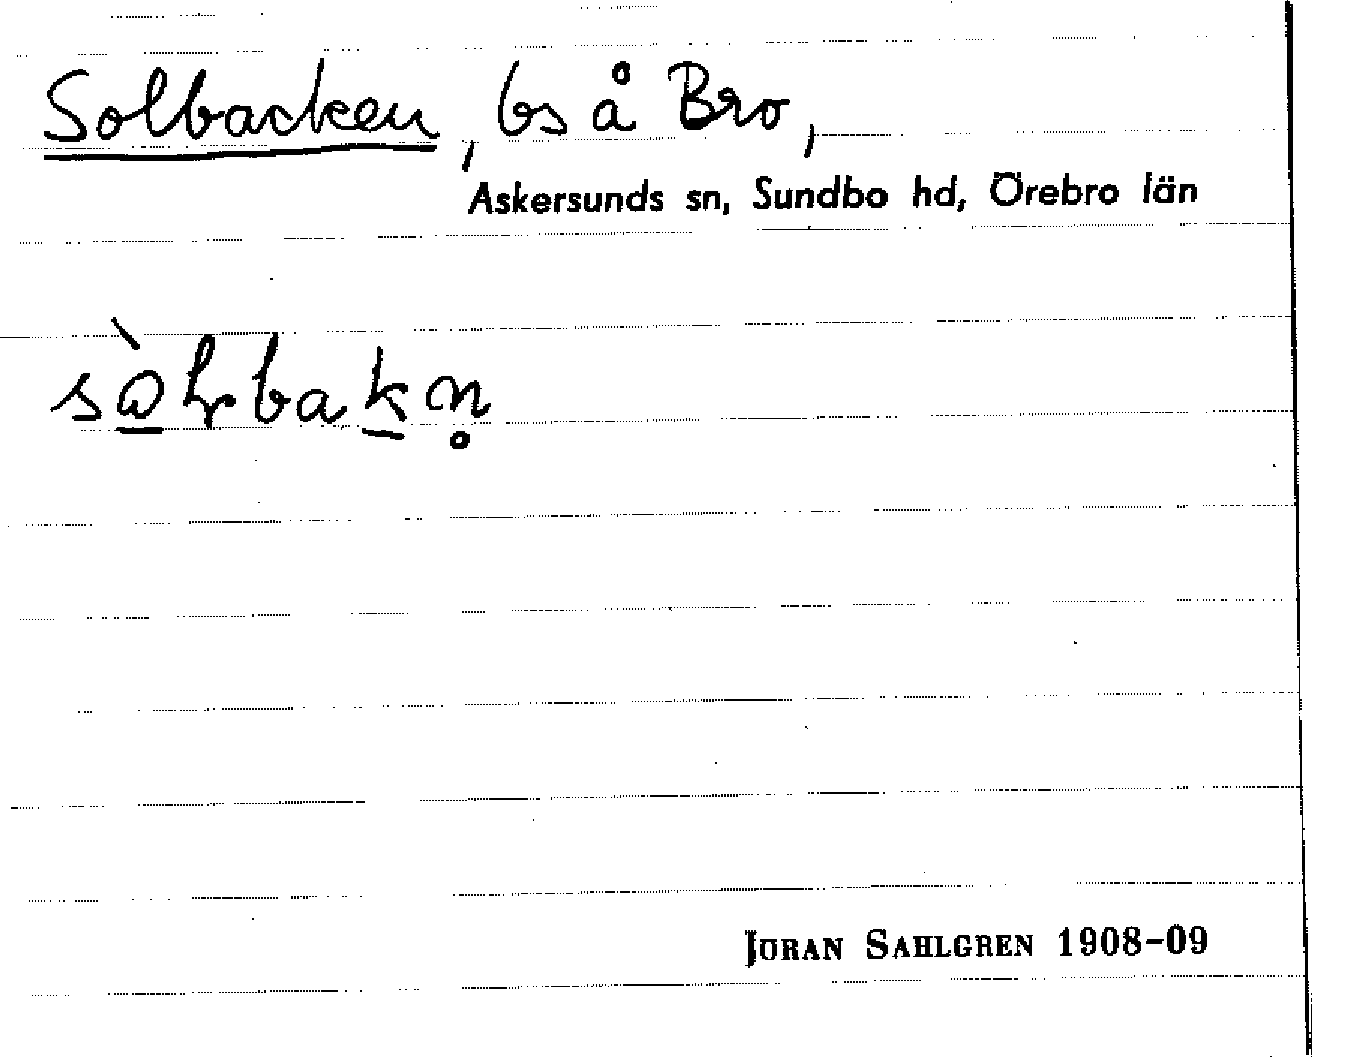 Solbacken, bs å Bro,
Askersunds sn, Sundbo hd, Örebro län
JORAN SAHLGREN 1908-09